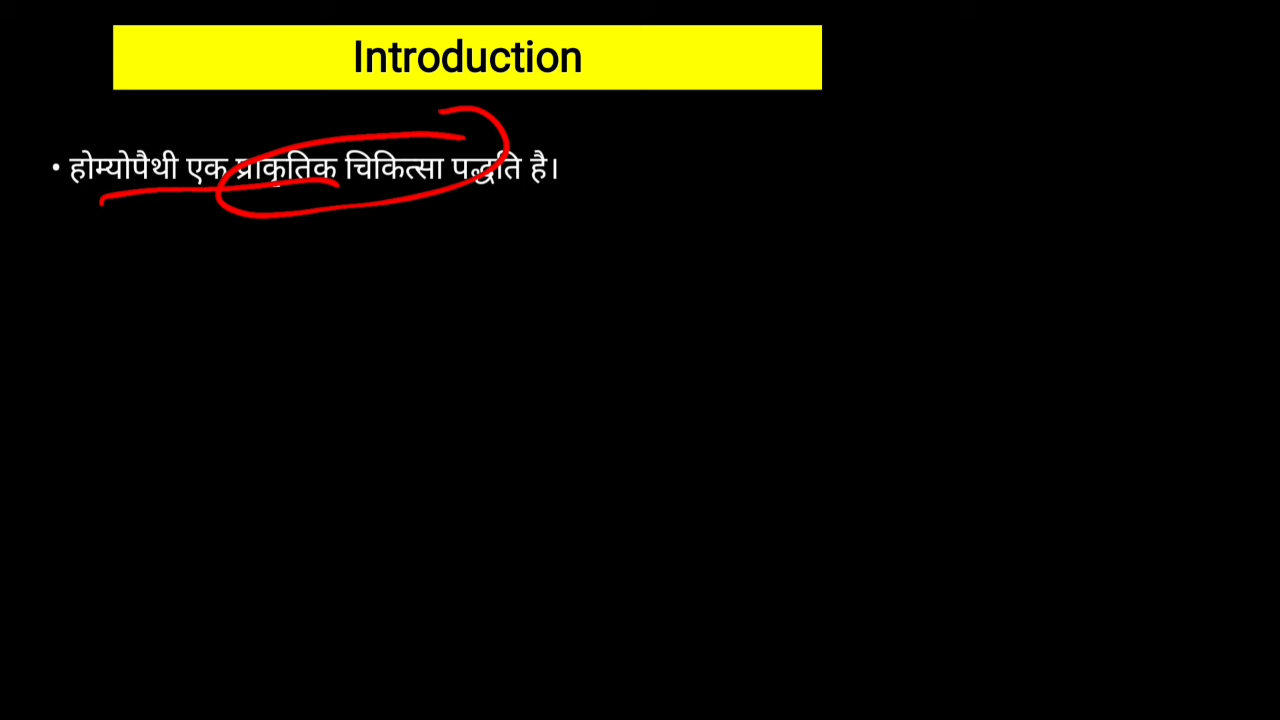 Introduction
• होम्योपैथी एक प्राकृतिक चिकित्सा पद्धति है।